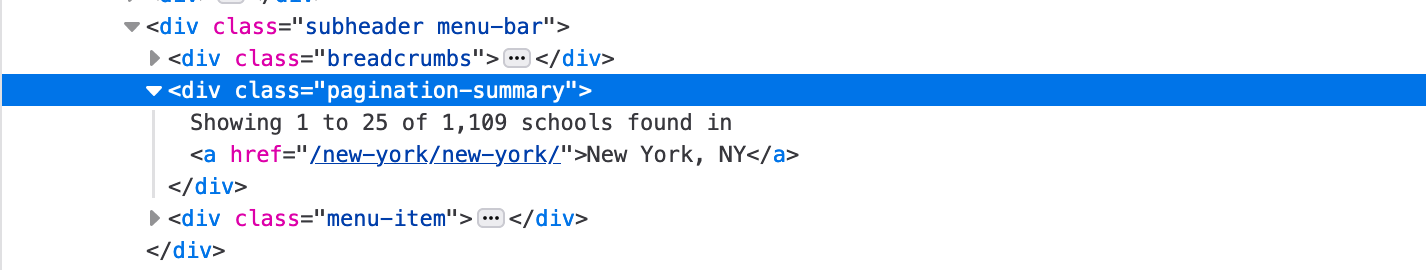 <div class="subheader menu-bar">
<div class="breadcrumbs">⋯</div>
<div class="pagination-summary">
Showing 1 to 25 of 1,109 schools found in
<a href="/new-york/new-york/">New York, NY</a>
</div>
<div class="menu-item">⋯</div>
</div>